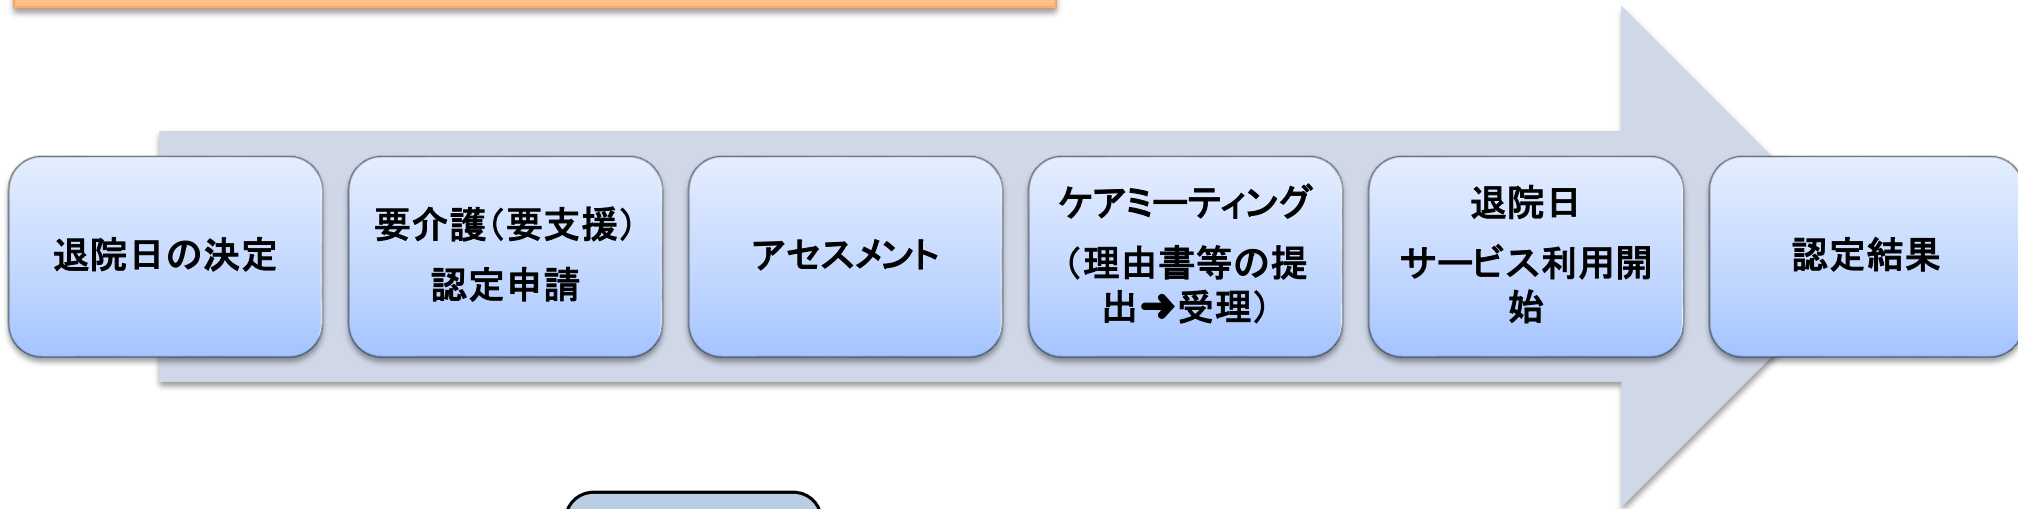 退院日の決定
要介護（要支援）
認定申請
アセスメント
ケアミーティング
（理由書等の提
出➜受理）
退院日
サービス利用開
始
認定結果